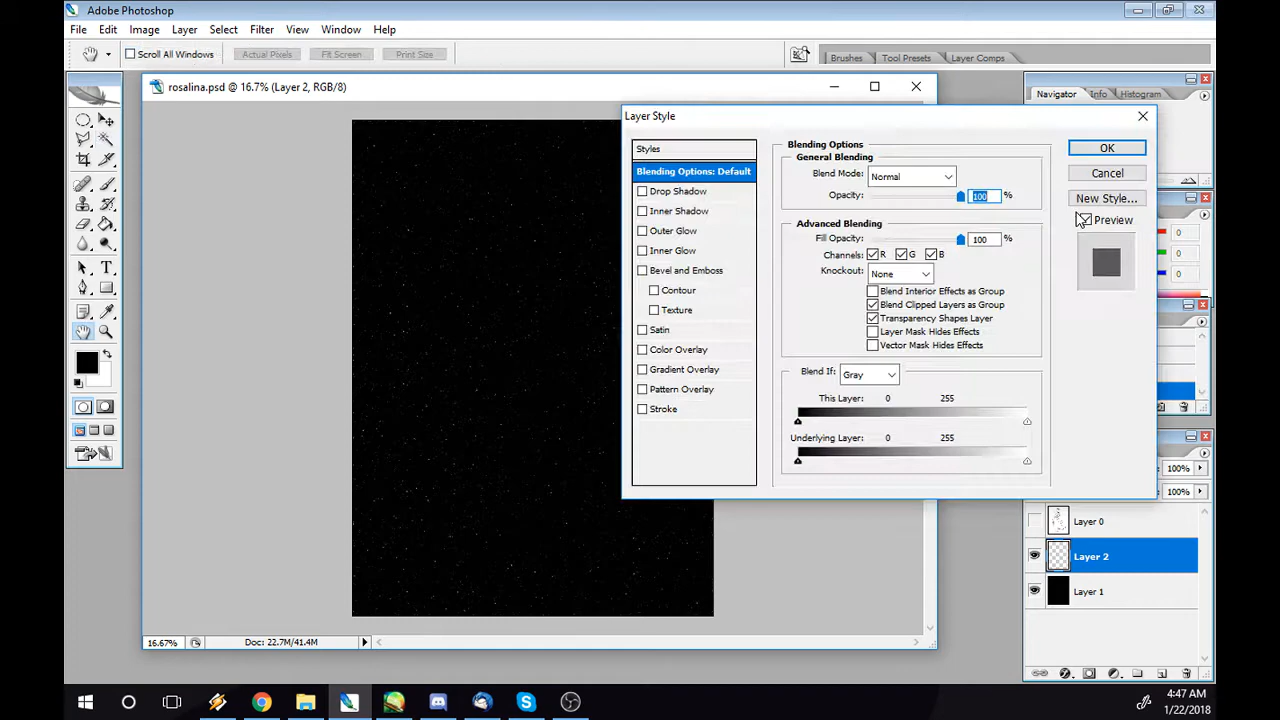 Adobe Photoshop
File Edit Image Layer Select Filter View Window Help
Scroll All Windows Actual Pixels Fit Screen Print Size Brushes Tool Presets Layer Comps
rosalina.psd @ 16.7% (Layer 2, RGB/8)
Navigator Info Histogram
Layer Style
Styles
Blending Options: Default
Drop Shadow
Inner Shadow
Outer Glow
Inner Glow
Bevel and Emboss
Contour
Texture
Satin
Color Overlay
Gradient Overlay
Pattern Overlay
Stroke
Blending Options
General Blending
Blend Mode: Normal
Opacity: 100 %
Advanced Blending
Fill Opacity: 100 %
Channels: R G B
Knockout: None
Blend Interior Effects as Group
Blend Clipped Layers as Group
Transparency Shapes Layer
Layer Mask Hides Effects
Vector Mask Hides Effects
Blend If: Gray
This Layer: 0 255
Underlying Layer: 0 255
OK
Cancel
New Style...
Preview
0
0
0
100%
100%
Layer 0
Layer 2
Layer 1
16.67% Doc: 22.7M/41.4M
4:47 AM
1/22/2018